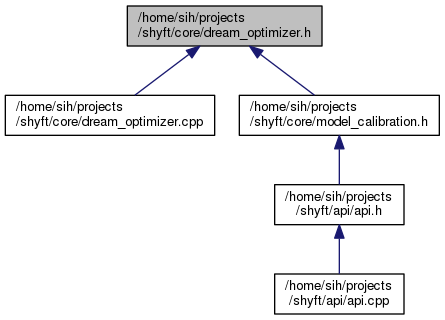 /home/sih/projects
/shyft/core/dream_optimizer.h
/home/sih/projects
/shyft/core/dream_optimizer.cpp
/home/sih/projects
/shyft/core/model_calibration.h
/home/sih/projects
/shyft/api/api.h
/home/sih/projects
/shyft/api/api.cpp